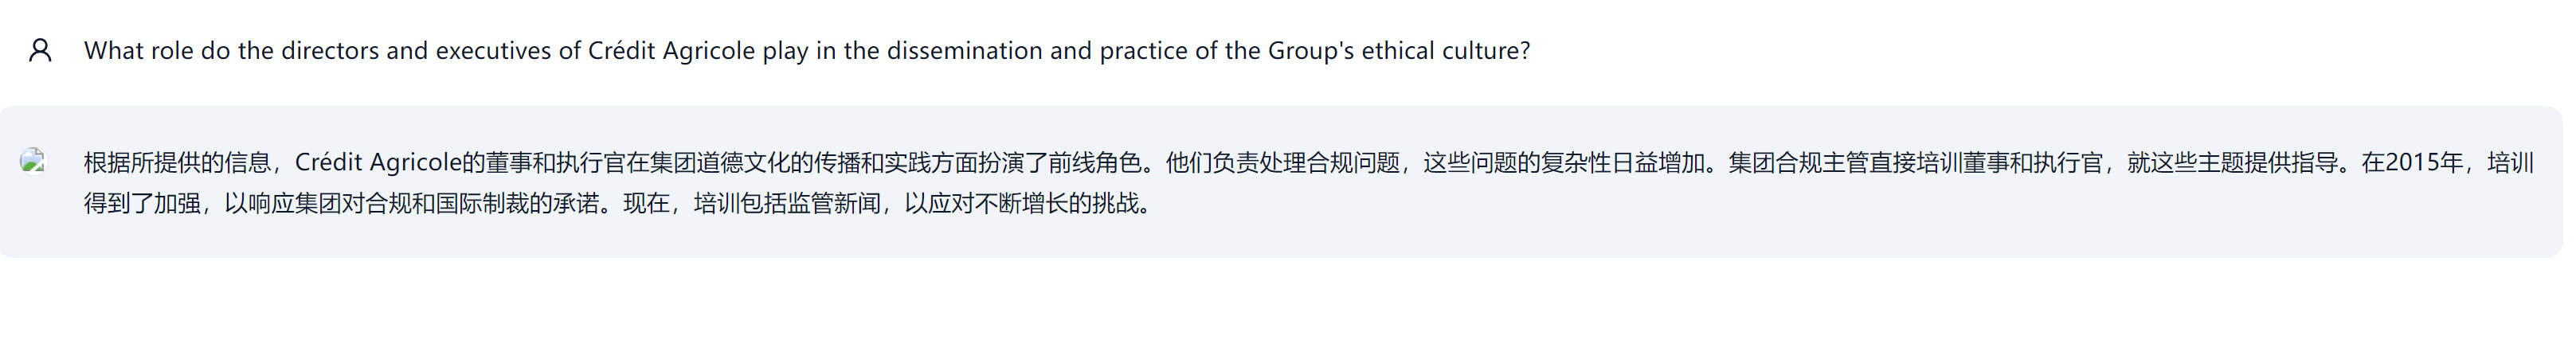 What role do the directors and executives of Crédit Agricole play in the dissemination and practice of the Group's ethical culture?
根据所提供的信息，Crédit Agricole的董事和执行官在集团道德文化的传播和实践方面扮演了前线角色。他们负责处理合规问题，这些问题的复杂性日益增加。集团合规主管直接培训董事和执行官，就这些主题提供指导。在2015年，培训
得到了加强，以响应集团对合规和国际制裁的承诺。现在，培训包括监管新闻，以应对不断增长的挑战。